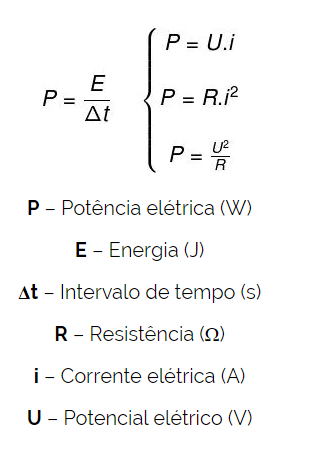 P = E/Δt
P = U.i
P = R.i²
P = U²/R
P – Potência elétrica (W)
E – Energia (J)
Δt – Intervalo de tempo (s)
R – Resistência (Ω)
i – Corrente elétrica (A)
U – Potencial elétrico (V)